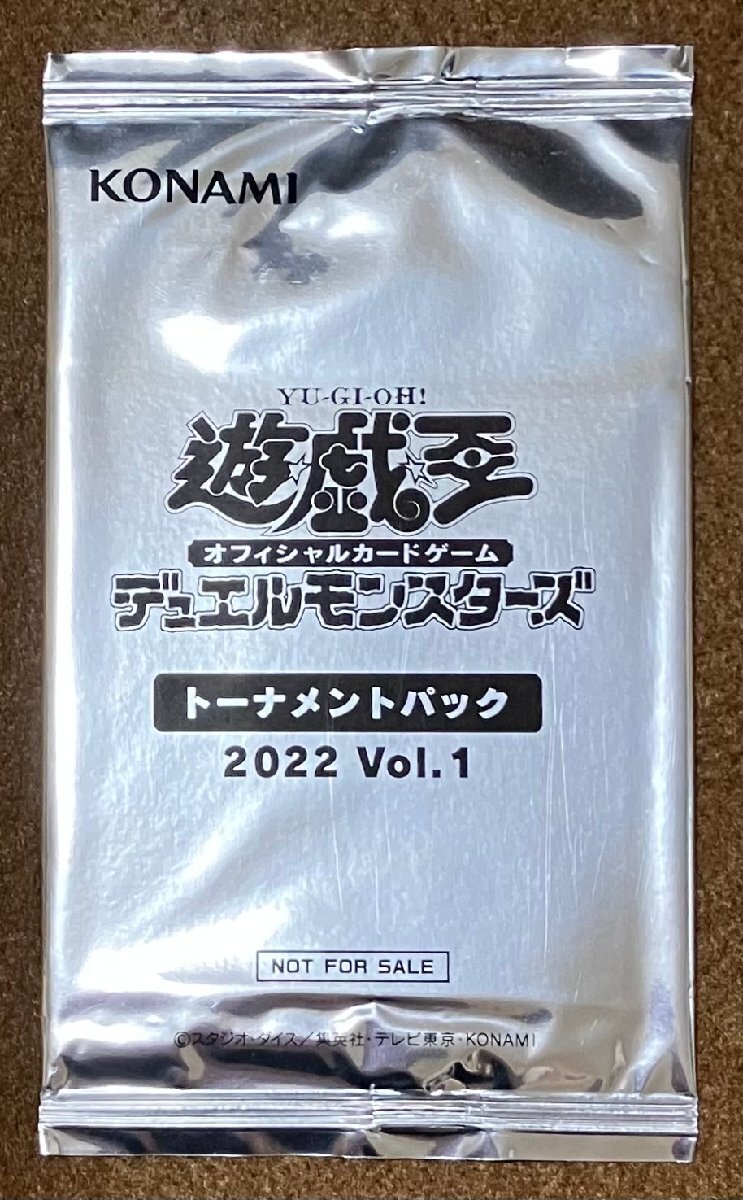 KONAMI
YU-GI-OH!
遊☆戯☆王
オフィシャルカードゲーム
デュエルモンスターズ
トーナメントパック
2022 Vol.1
NOT FOR SALE
©スタジオ・ダイス/集英社・テレビ東京・KONAMI